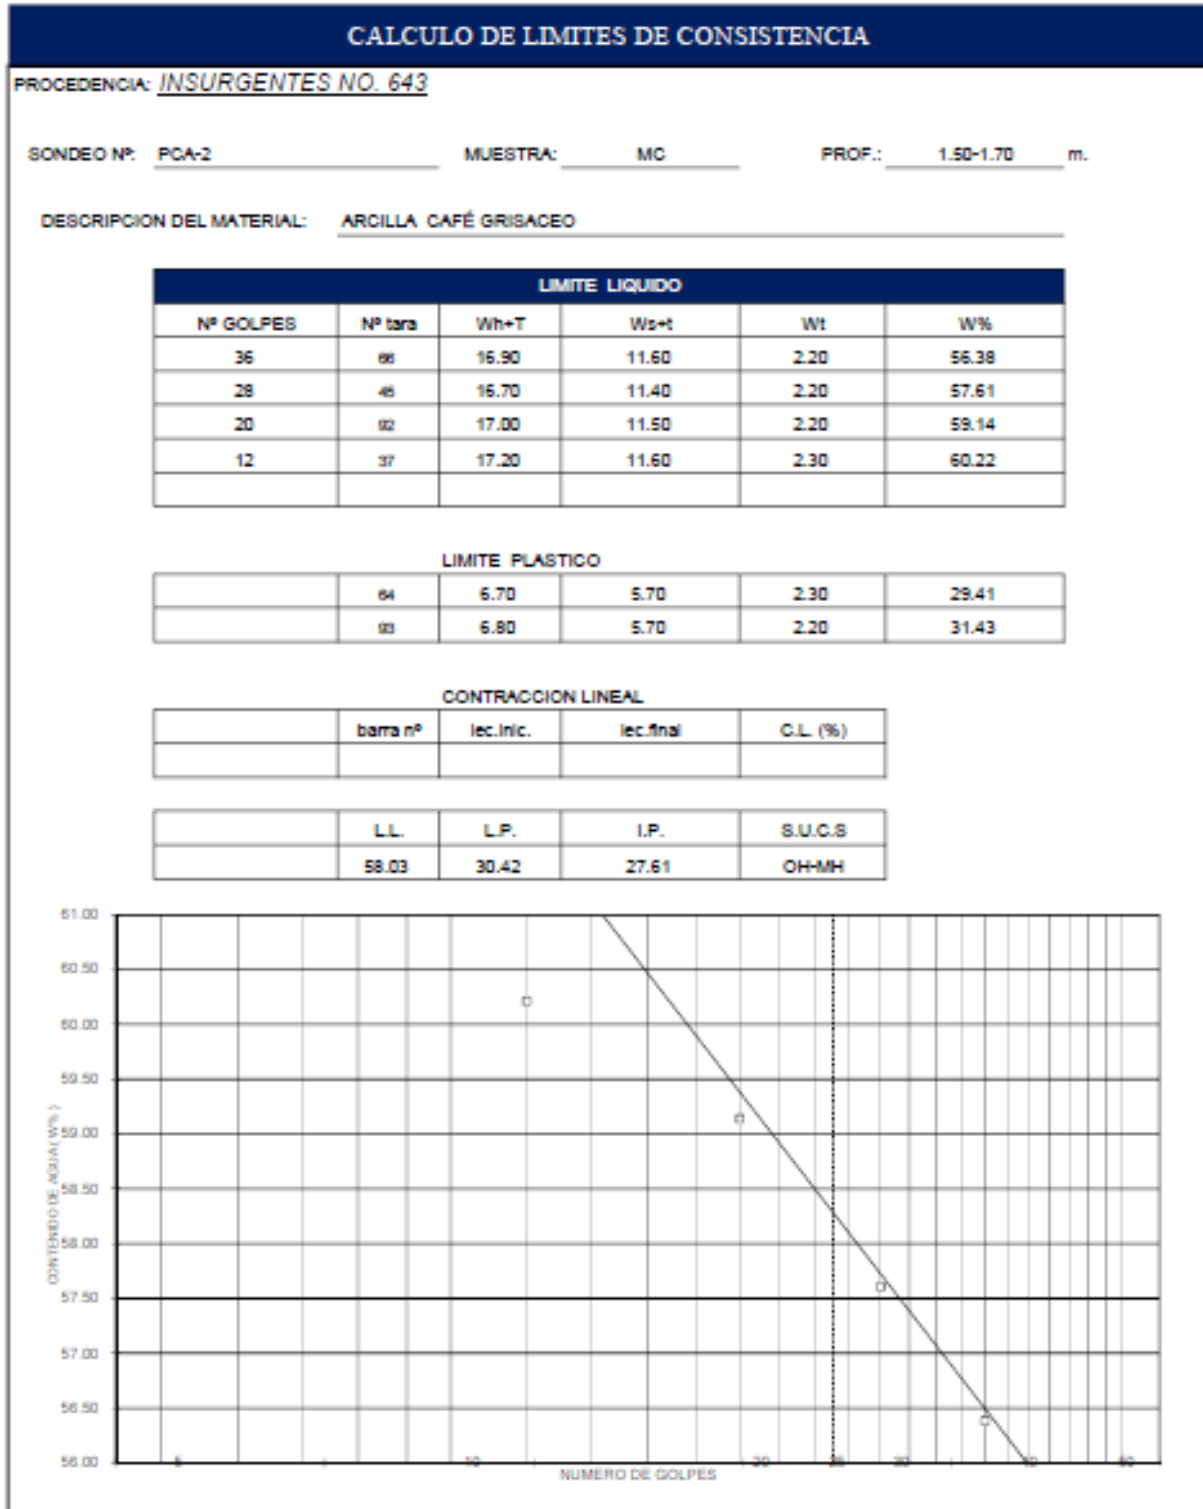 CALCULO DE LIMITES DE CONSISTENCIA
PROCEDENCIA: INSURGENTES NO. 643
SONDEO Nº: PCA-2 MUESTRA: MC PROF.: 1.50-1.70 m.
DESCRIPCION DEL MATERIAL: ARCILLA CAFÉ GRISACEO
LIMITE LIQUIDO
Nº GOLPES Nº tara Wh+T Ws+t Wt W%
36 66 16.90 11.60 2.20 56.38
28 45 16.70 11.40 2.20 57.61
20 92 17.00 11.50 2.20 59.14
12 37 17.20 11.60 2.30 60.22
LIMITE PLASTICO
64 6.70 5.70 2.30 29.41
93 6.80 5.70 2.20 31.43
CONTRACCION LINEAL
barra nº lec.inic. lec.final C.L. (%)
L.L. L.P. I.P. S.U.C.S
58.03 30.42 27.61 OH-MH
61.00
60.50
60.00
59.50
59.00
58.50
58.00
57.50
57.00
56.50
56.00
CONTENIDO DE AGUA ( W% )
5 10 20 25 30 40 50
NUMERO DE GOLPES